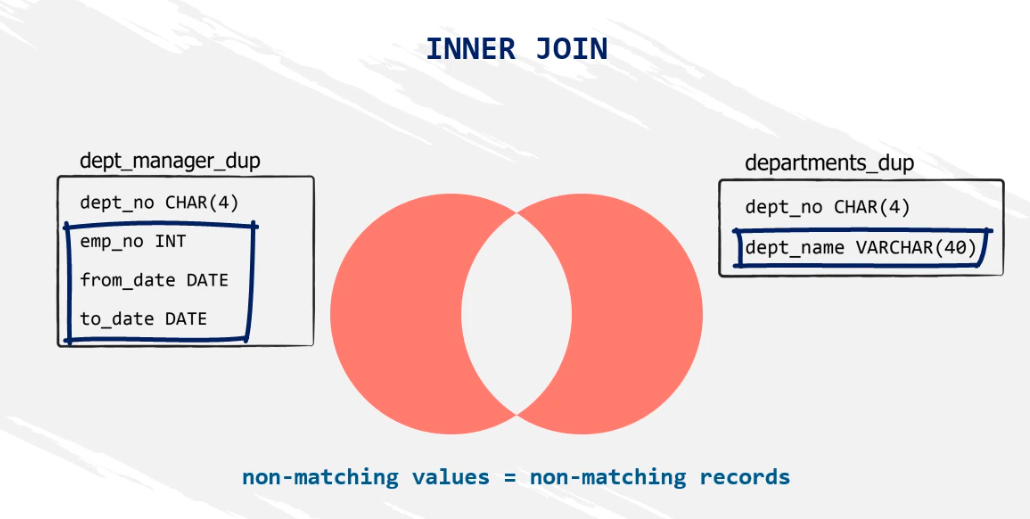 INNER JOIN
dept_manager_dup
dept_no CHAR(4)
emp_no INT
from_date DATE
to_date DATE
departments_dup
dept_no CHAR(4)
dept_name VARCHAR(40)
non-matching values = non-matching records